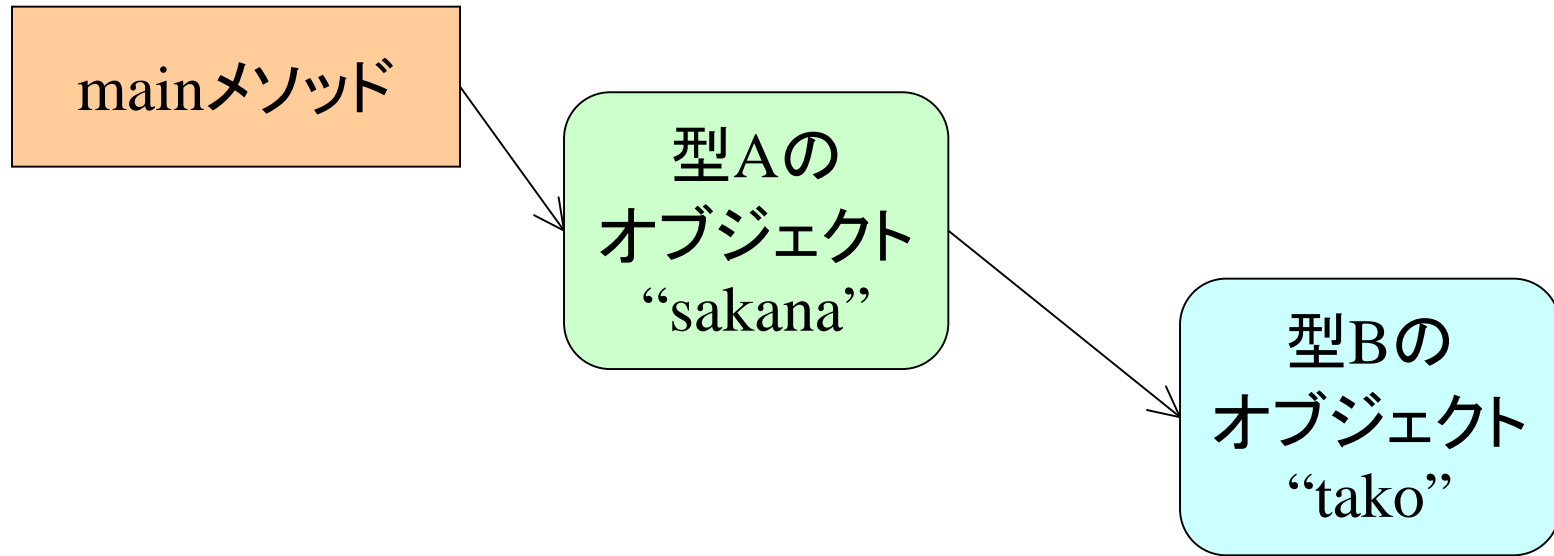 mainメソッド
型Aの
オブジェクト
“sakana”
型Bの
オブジェクト
“tako”